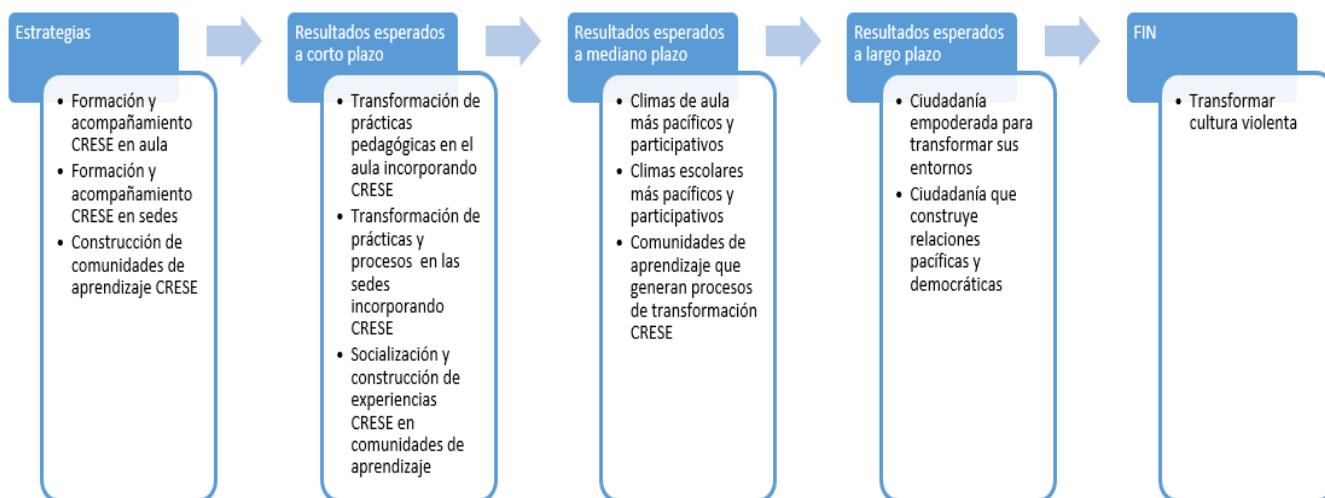 Estrategias
• Formación y
acompañamiento
CRESE en aula
• Formación y
acompañamiento
CRESE en sedes
• Construcción de
comunidades de
aprendizaje CRESE
Resultados esperados
a corto plazo
• Transformación de
prácticas
pedagógicas en el
aula incorporando
CRESE
• Transformación de
prácticas y
procesos en las
sedes
incorporando
CRESE
• Socialización y
construcción de
experiencias
CRESE en
comunidades de
aprendizaje
Resultados esperados
a mediano plazo
• Climas de aula
más pacíficos y
participativos
• Climas escolares
más pacíficos y
participativos
• Comunidades de
aprendizaje que
generan procesos
de transformación
CRESE
Resultados esperados
a largo plazo
• Ciudadanía
empoderada para
transformar sus
entornos
• Ciudadanía que
construye
relaciones
pacíficas y
democráticas
FIN
• Transformar
cultura violenta